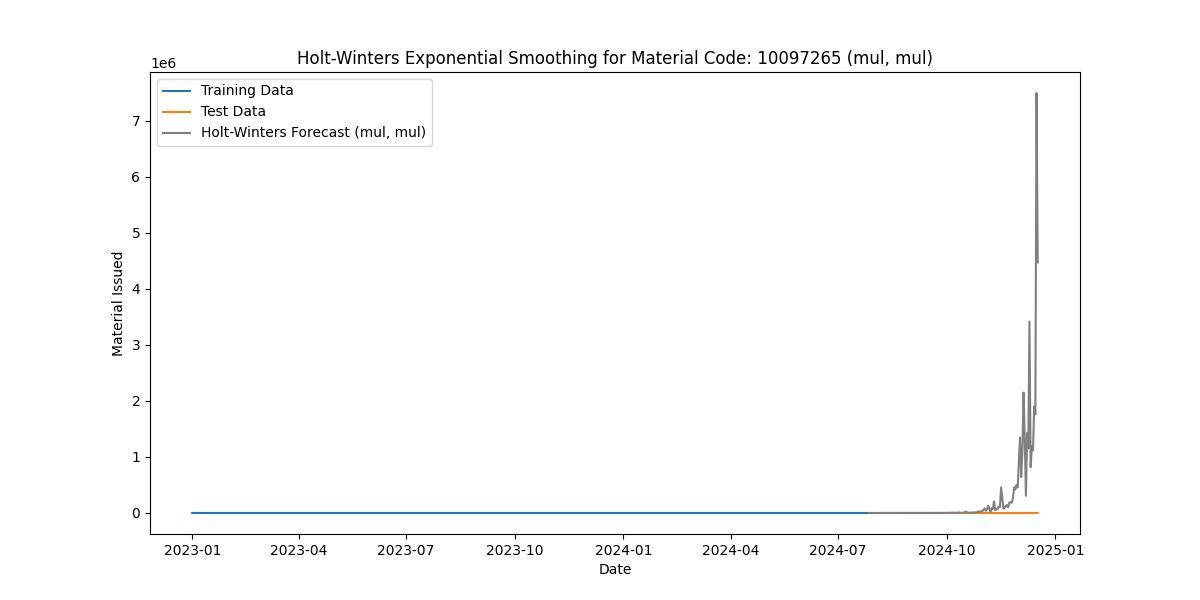 Holt-Winters Exponential Smoothing for Material Code: 10097265 (mul, mul)
1e6
Training Data
Test Data
Holt-Winters Forecast (mul, mul)
7
6
5
4
3
2
1
0
Material Issued
2023-01 2023-04 2023-07 2023-10 2024-01 2024-04 2024-07 2024-10 2025-01
Date